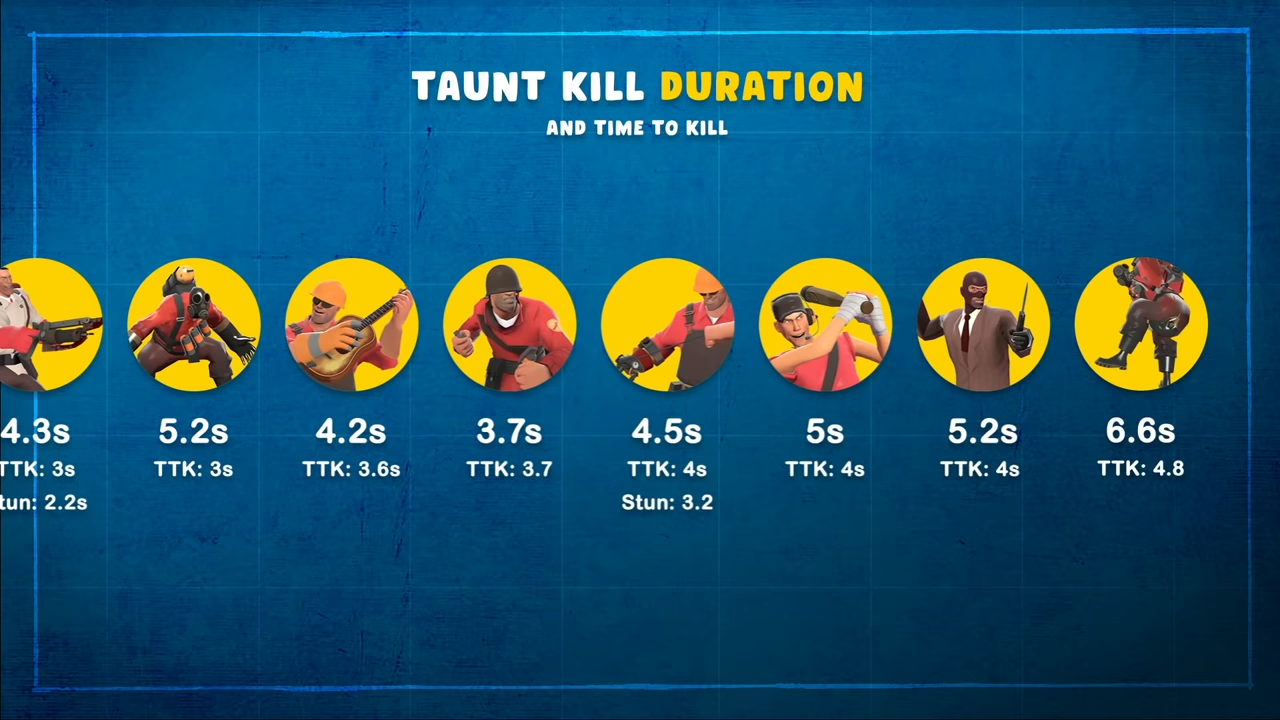 TAUNT KILL DURATION
AND TIME TO KILL
4.3s 5.2s 4.2s 3.7s 4.5s 5s 5.2s 6.6s
TTK: 3s TTK: 3s TTK: 3.6s TTK: 3.7 TTK: 4s TTK: 4s TTK: 4s TTK: 4.8
tun: 2.2s Stun: 3.2